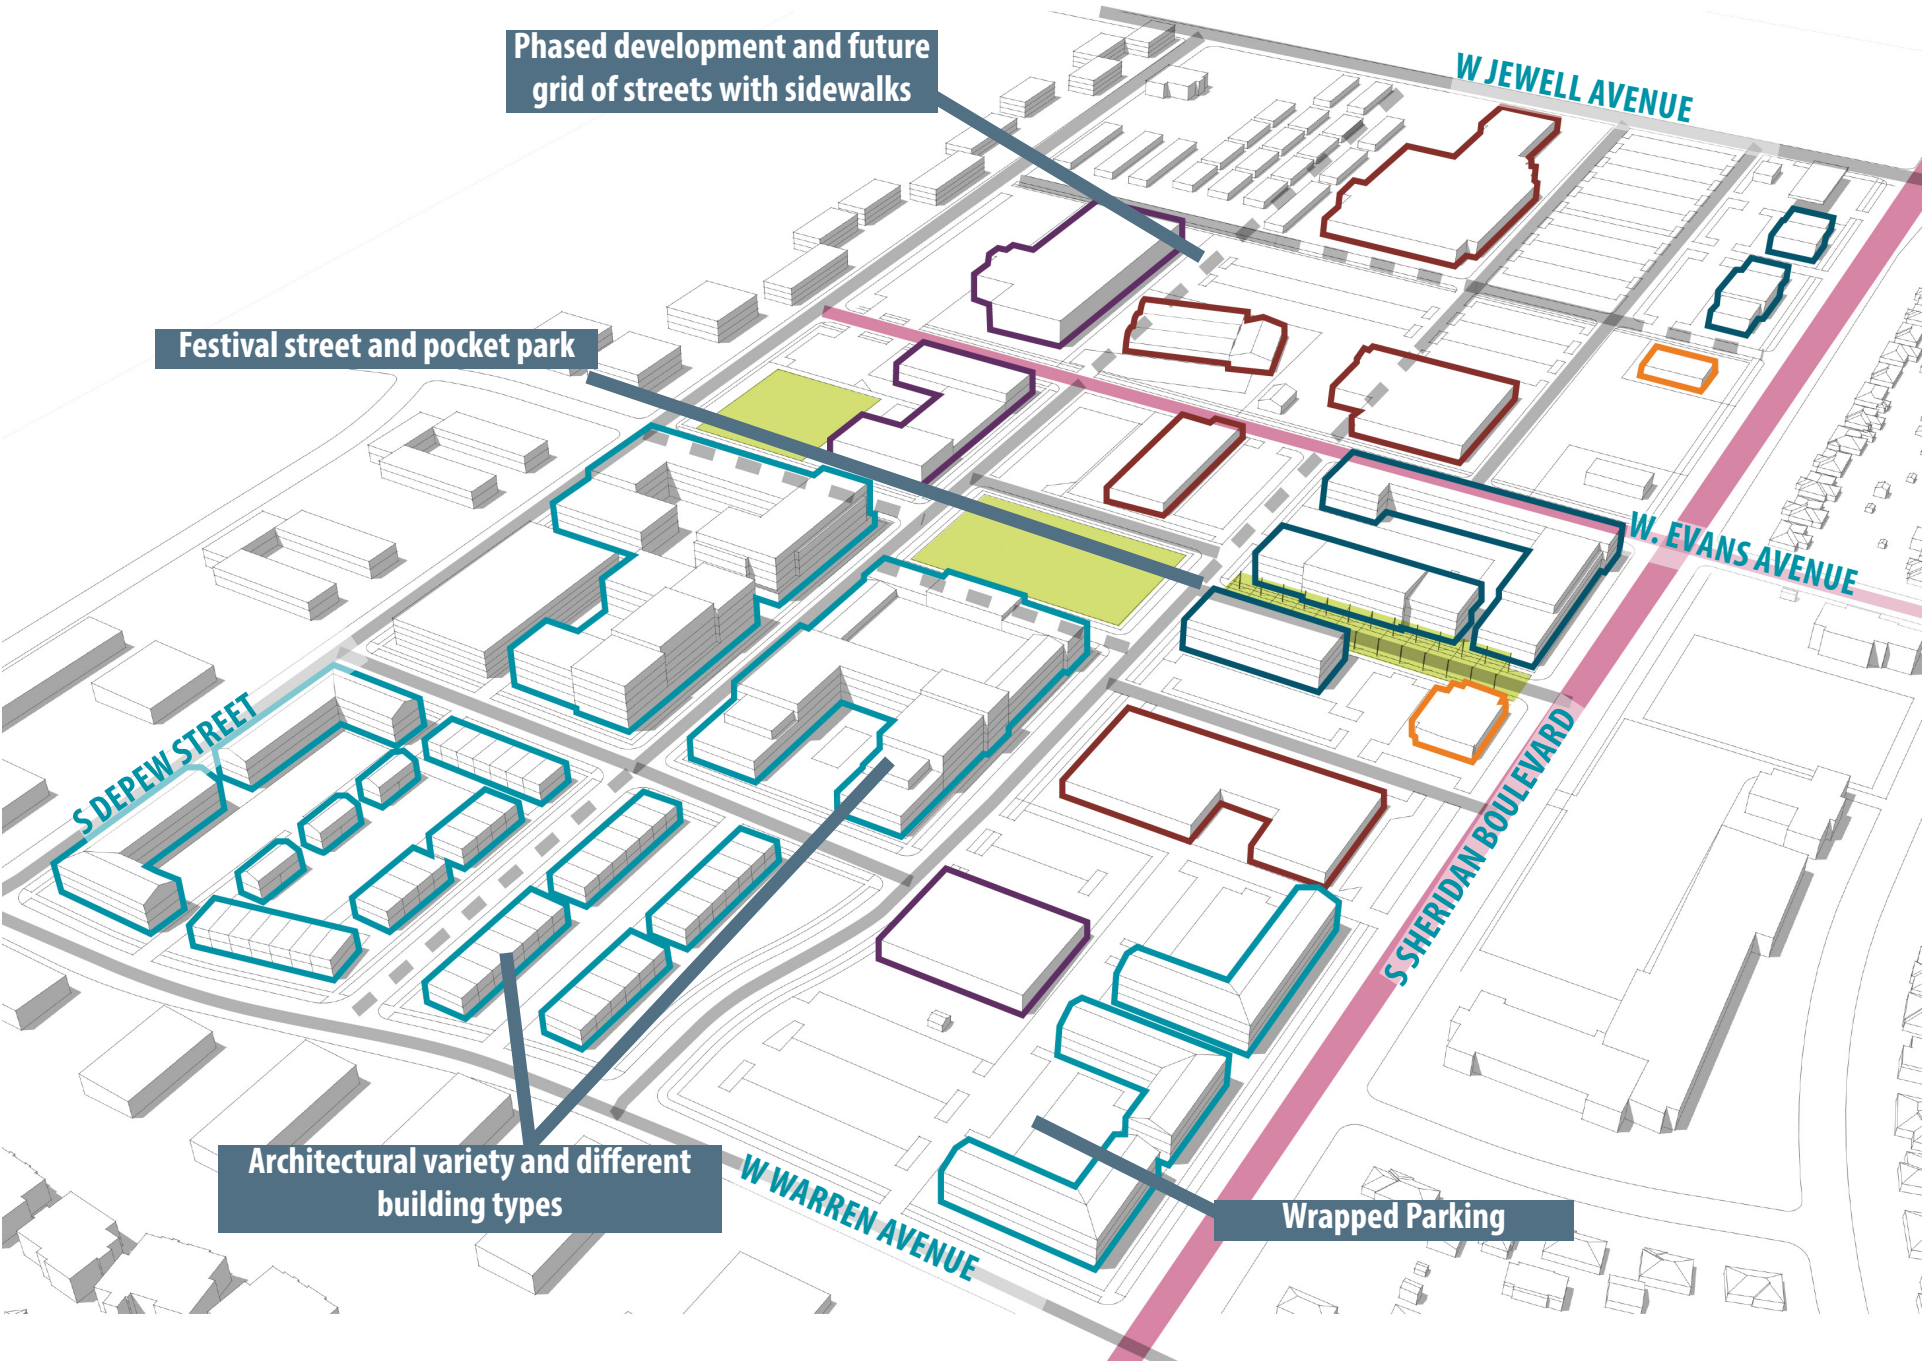 Phased development and future
grid of streets with sidewalks
W JEWELL AVENUE
Festival street and pocket park
W. EVANS AVENUE
S DEPEW STREET
S SHERIDAN BOULEVARD
Architectural variety and different
building types
W WARREN AVENUE
Wrapped Parking